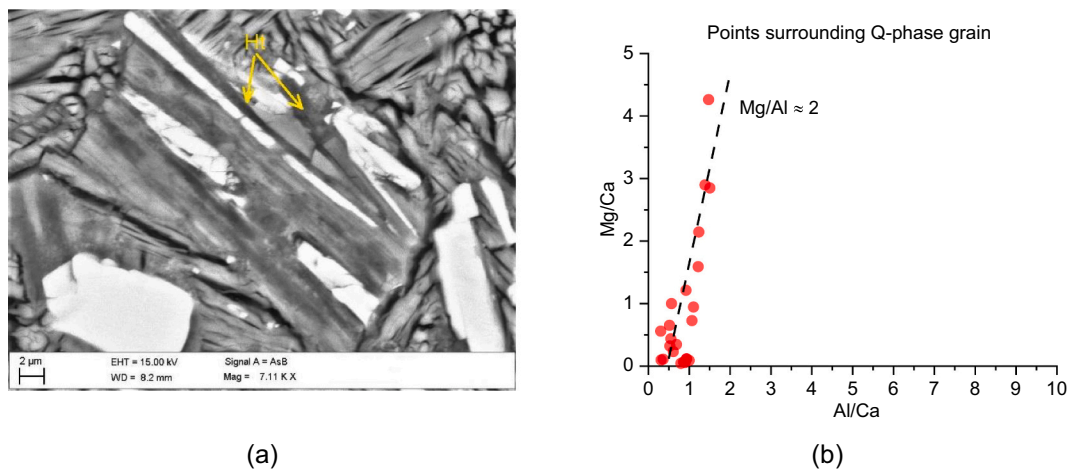 Ht
2 µm
EHT = 15.00 kV
Signal A = AsB
WD = 8.2 mm
Mag = 7.11 K X
(a)
Points surrounding Q-phase grain
5
4
3
2
1
0
Mg/Ca
Mg/Al ≈ 2
0 1 2 3 4 5 6 7 8 9 10
Al/Ca
(b)